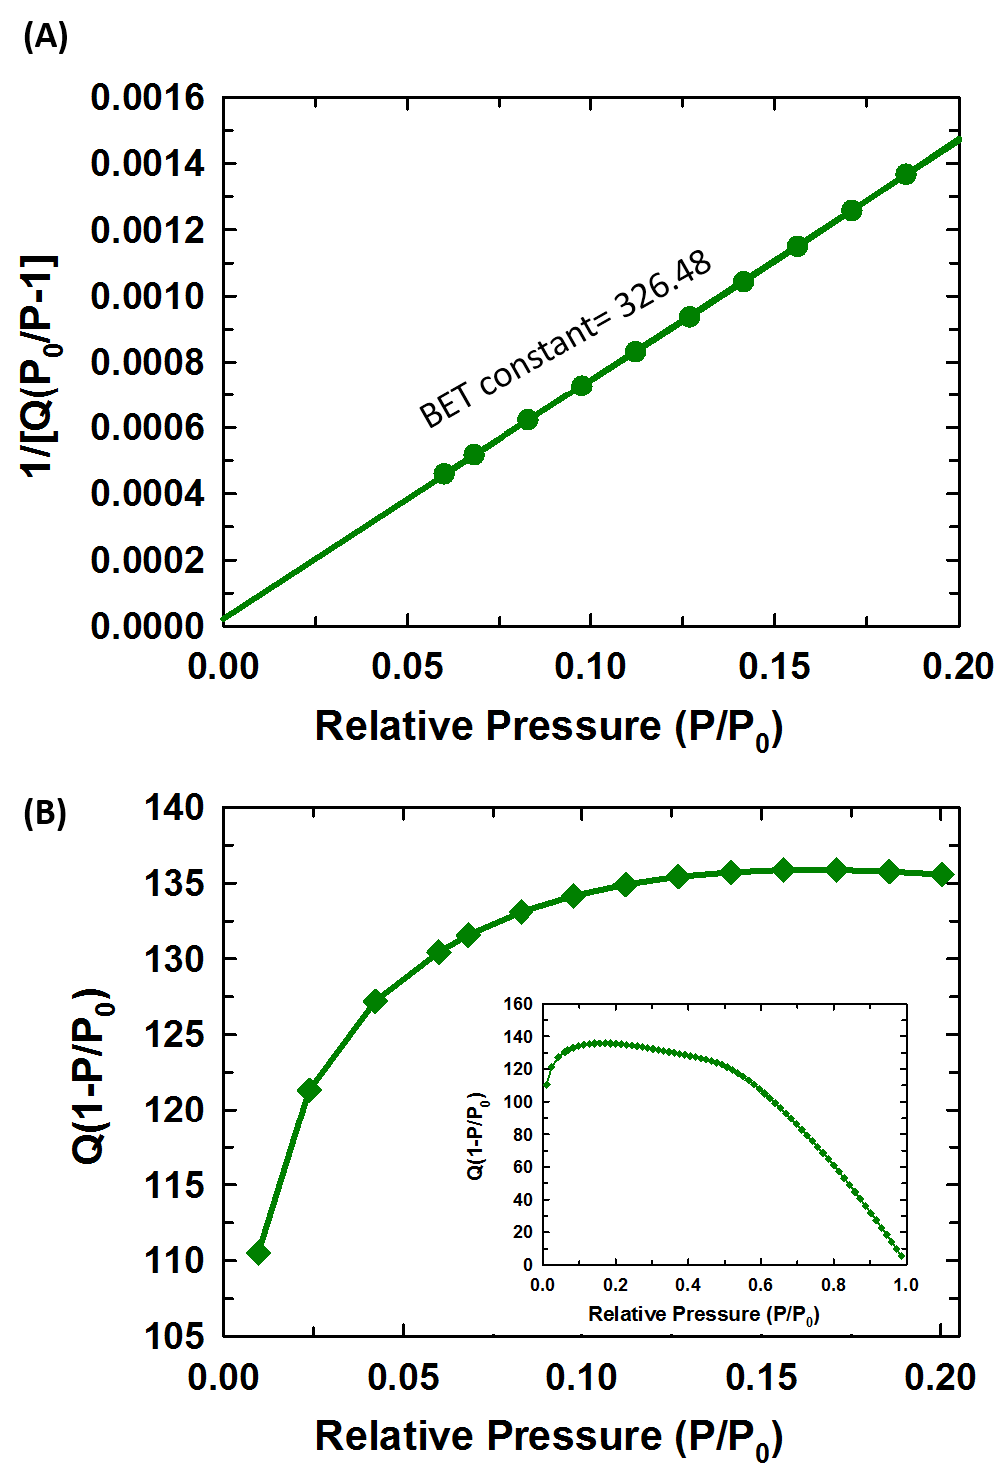 (A)
0.0016
0.0014
0.0012
0.0010
0.0008
0.0006
0.0004
0.0002
0.0000
1/[Q(P0/P-1]
BET constant= 326.48
0.00 0.05 0.10 0.15 0.20
Relative Pressure (P/P0)
(B)
140
135
130
125
120
115
110
105
Q(1-P/P0)
160
140
120
100
80
60
40
20
0
Q(1-P/P0)
0.0 0.2 0.4 0.6 0.8 1.0
Relative Pressure (P/P0)
0.00 0.05 0.10 0.15 0.20
Relative Pressure (P/P0)